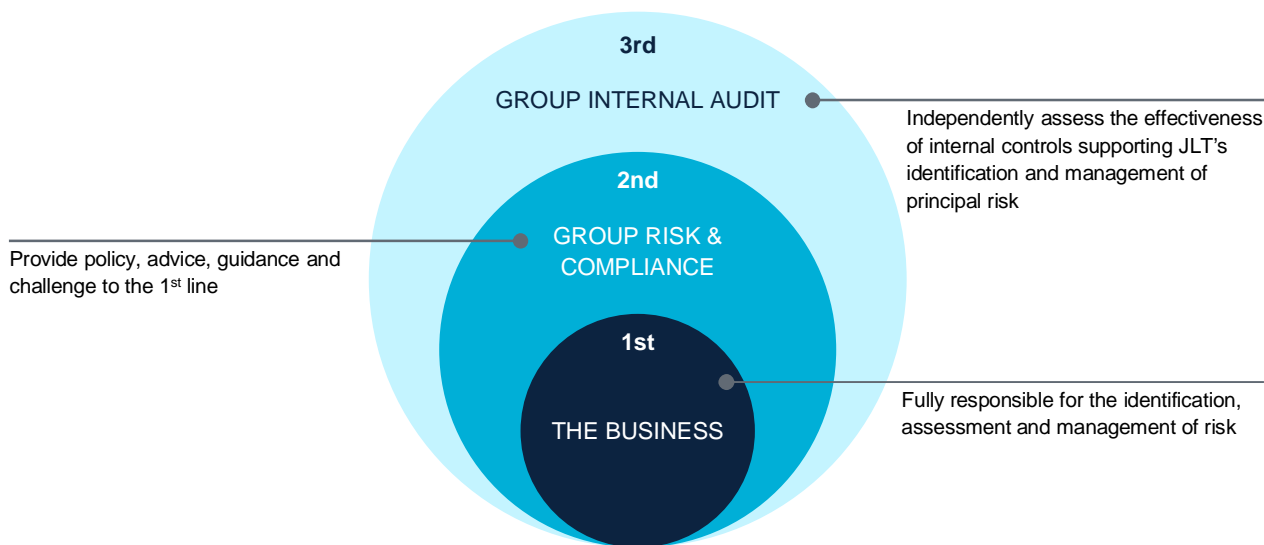 3rd
GROUP INTERNAL AUDIT
Independently assess the effectiveness
of internal controls supporting JLT’s
identification and management of
principal risk
2nd
GROUP RISK &
COMPLIANCE
Provide policy, advice, guidance and
challenge to the 1st line
1st
THE BUSINESS
Fully responsible for the identification,
assessment and management of risk